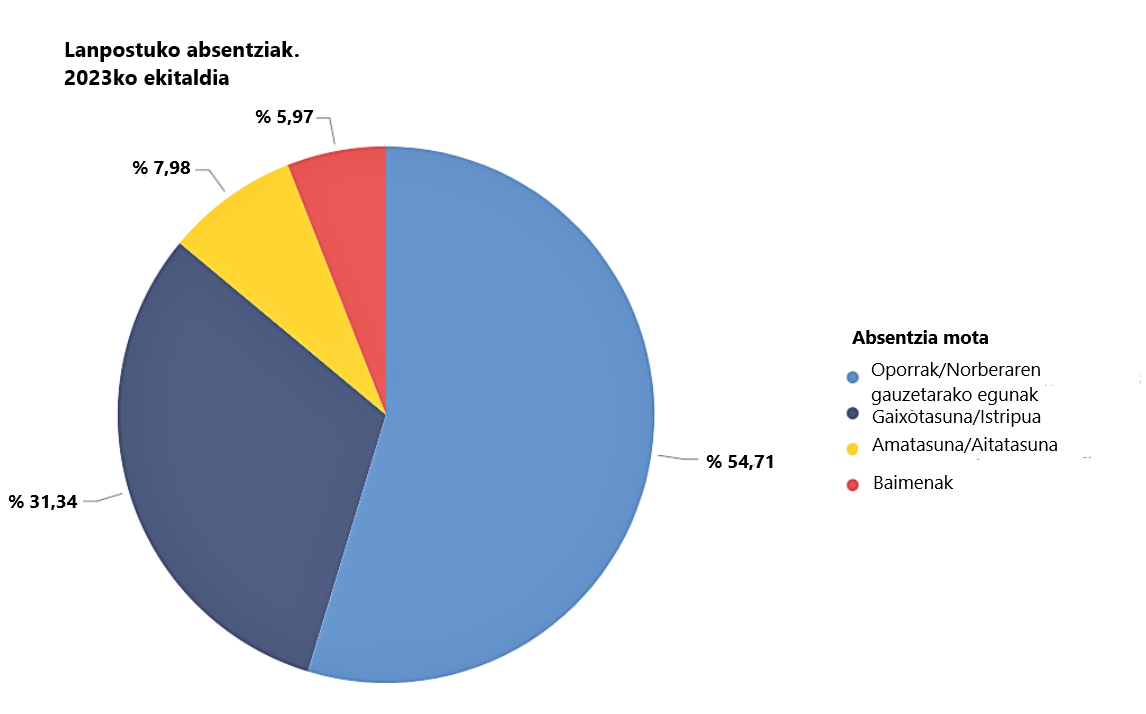 Lanpostuko absentziak.
2023ko ekitaldia
% 5,97
% 7,98
% 54,71
% 31,34
Absentzia mota
Oporrak/Norberaren
gauzetarako egunak
Gaixotasuna/Istripua
Amatasuna/Aitatasuna
Baimenak